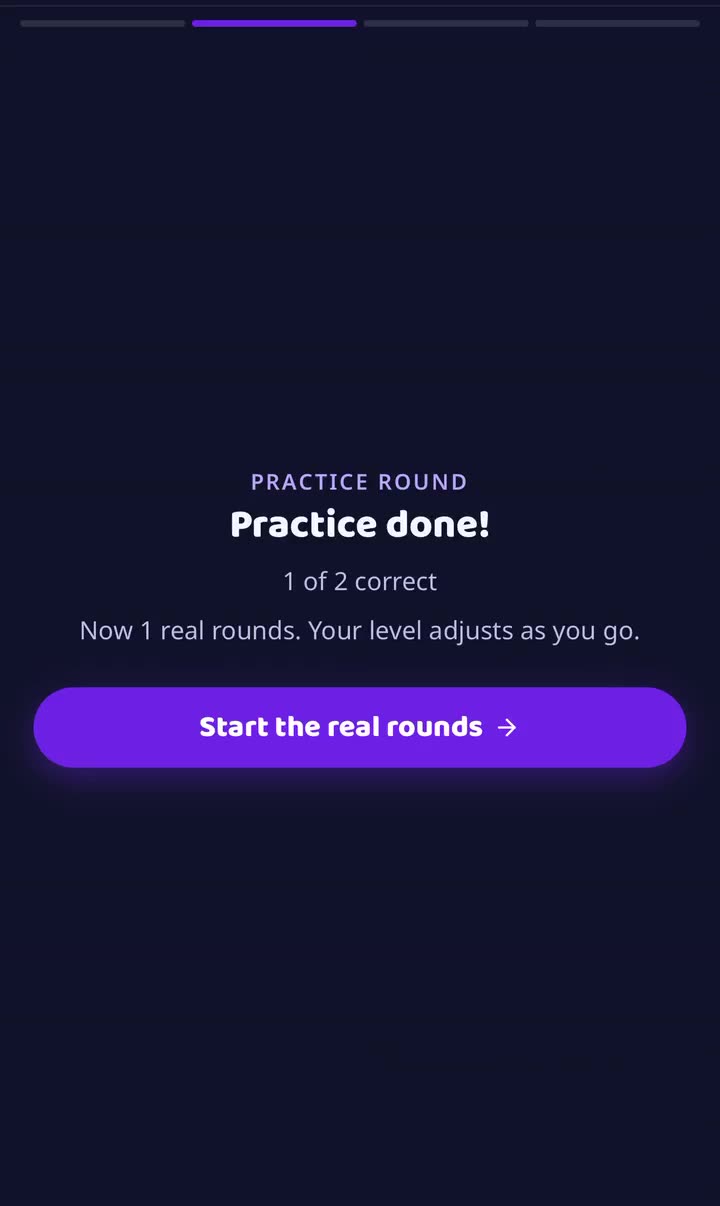 PRACTICE ROUND
Practice done!
1 of 2 correct
Now 1 real rounds. Your level adjusts as you go.
Start the real rounds →